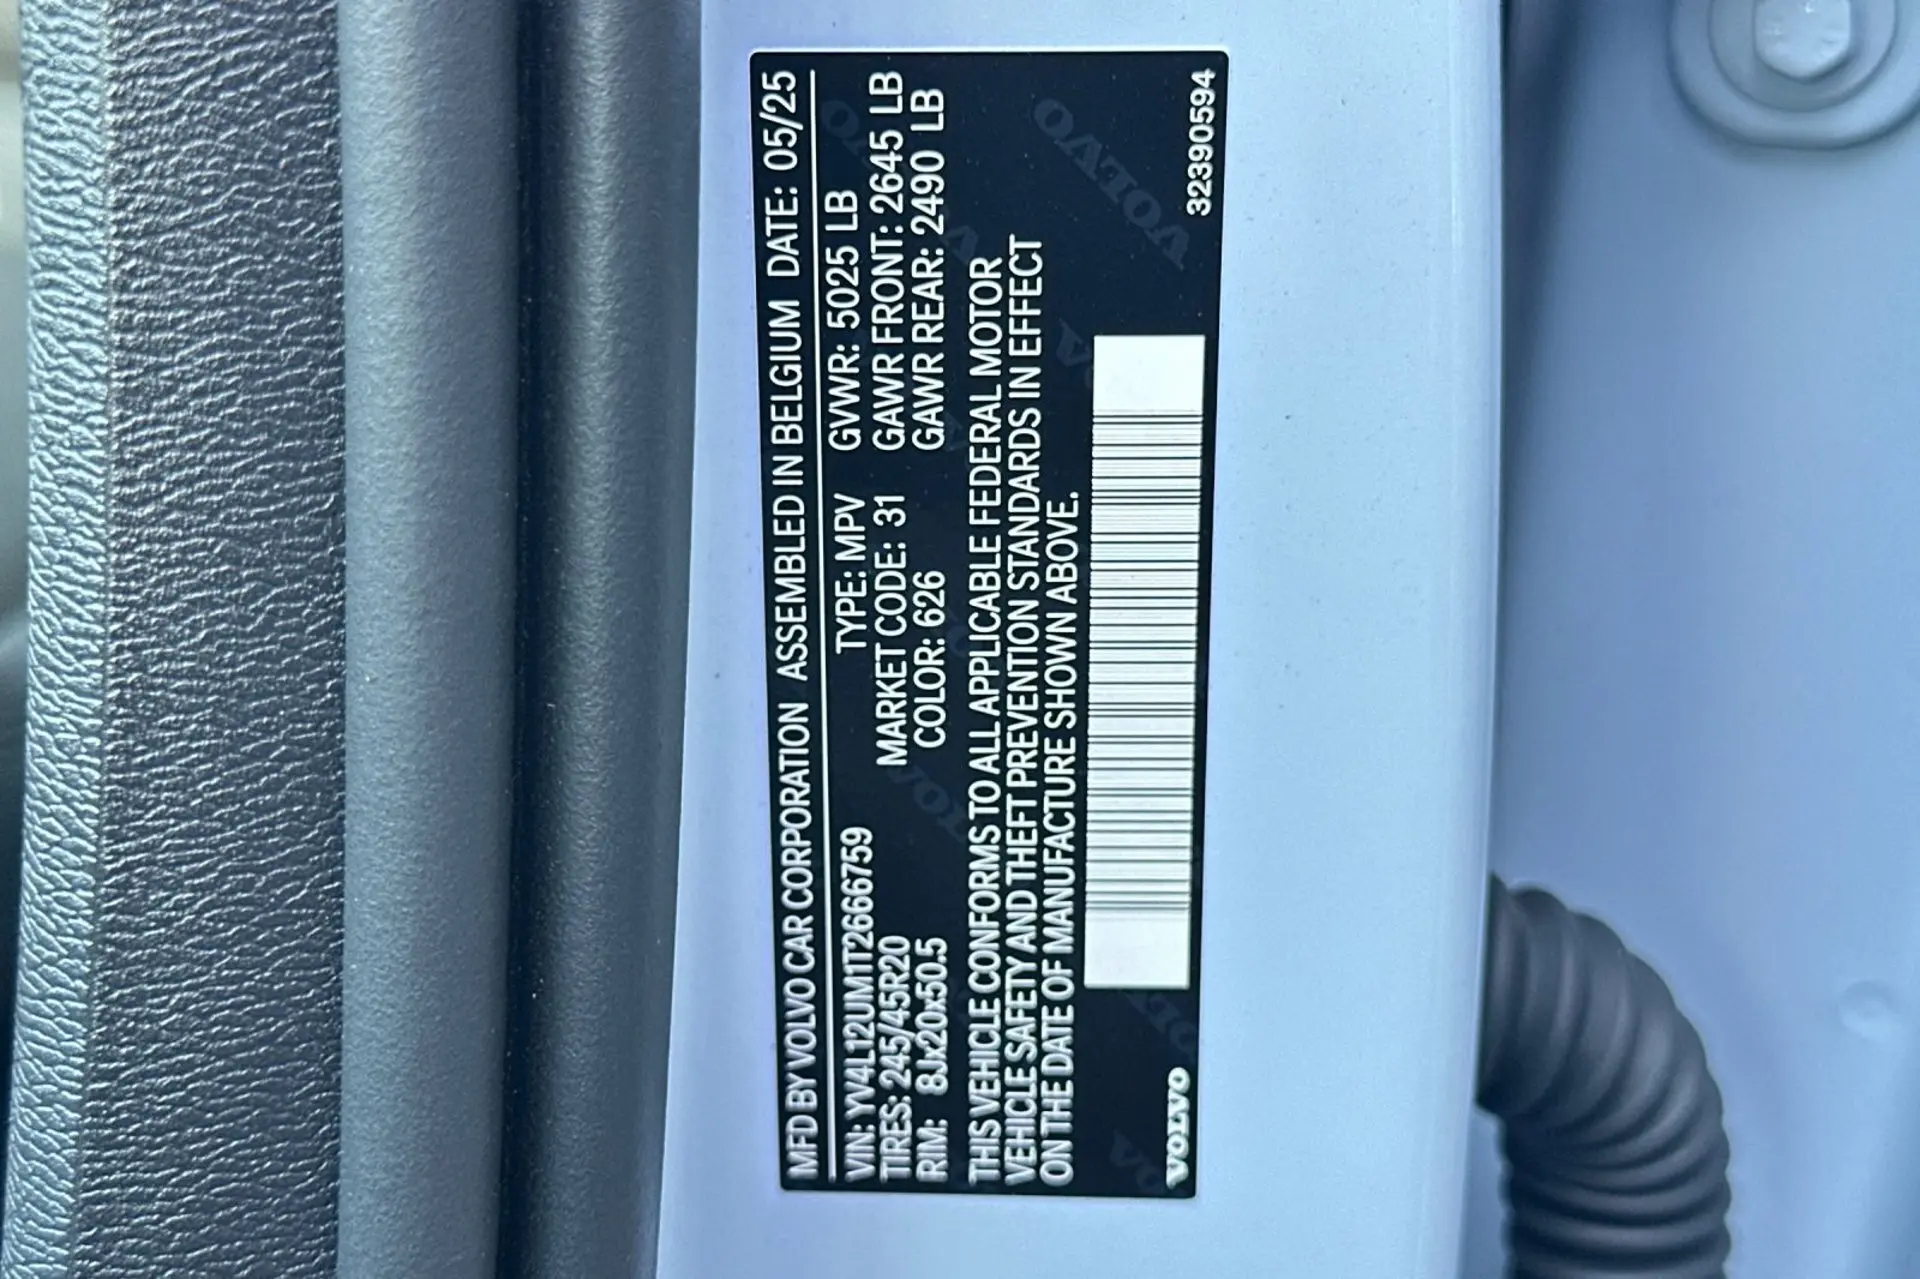 MFD BY VOLVO CAR CORPORATION ASSEMBLED IN BELGIUM DATE: 05/25
VIN: YV4L12UM1T2666759 TYPE: MPV GVWR: 5025 LB
TIRES: 245/45R20 MARKET CODE: 31 GAWR FRONT: 2645 LB
RIM: 8Jx20x50.5 COLOR: 626 GAWR REAR: 2490 LB
THIS VEHICLE CONFORMS TO ALL APPLICABLE FEDERAL MOTOR
VEHICLE SAFETY AND THEFT PREVENTION STANDARDS IN EFFECT
ON THE DATE OF MANUFACTURE SHOWN ABOVE.
VOLVO 32390594